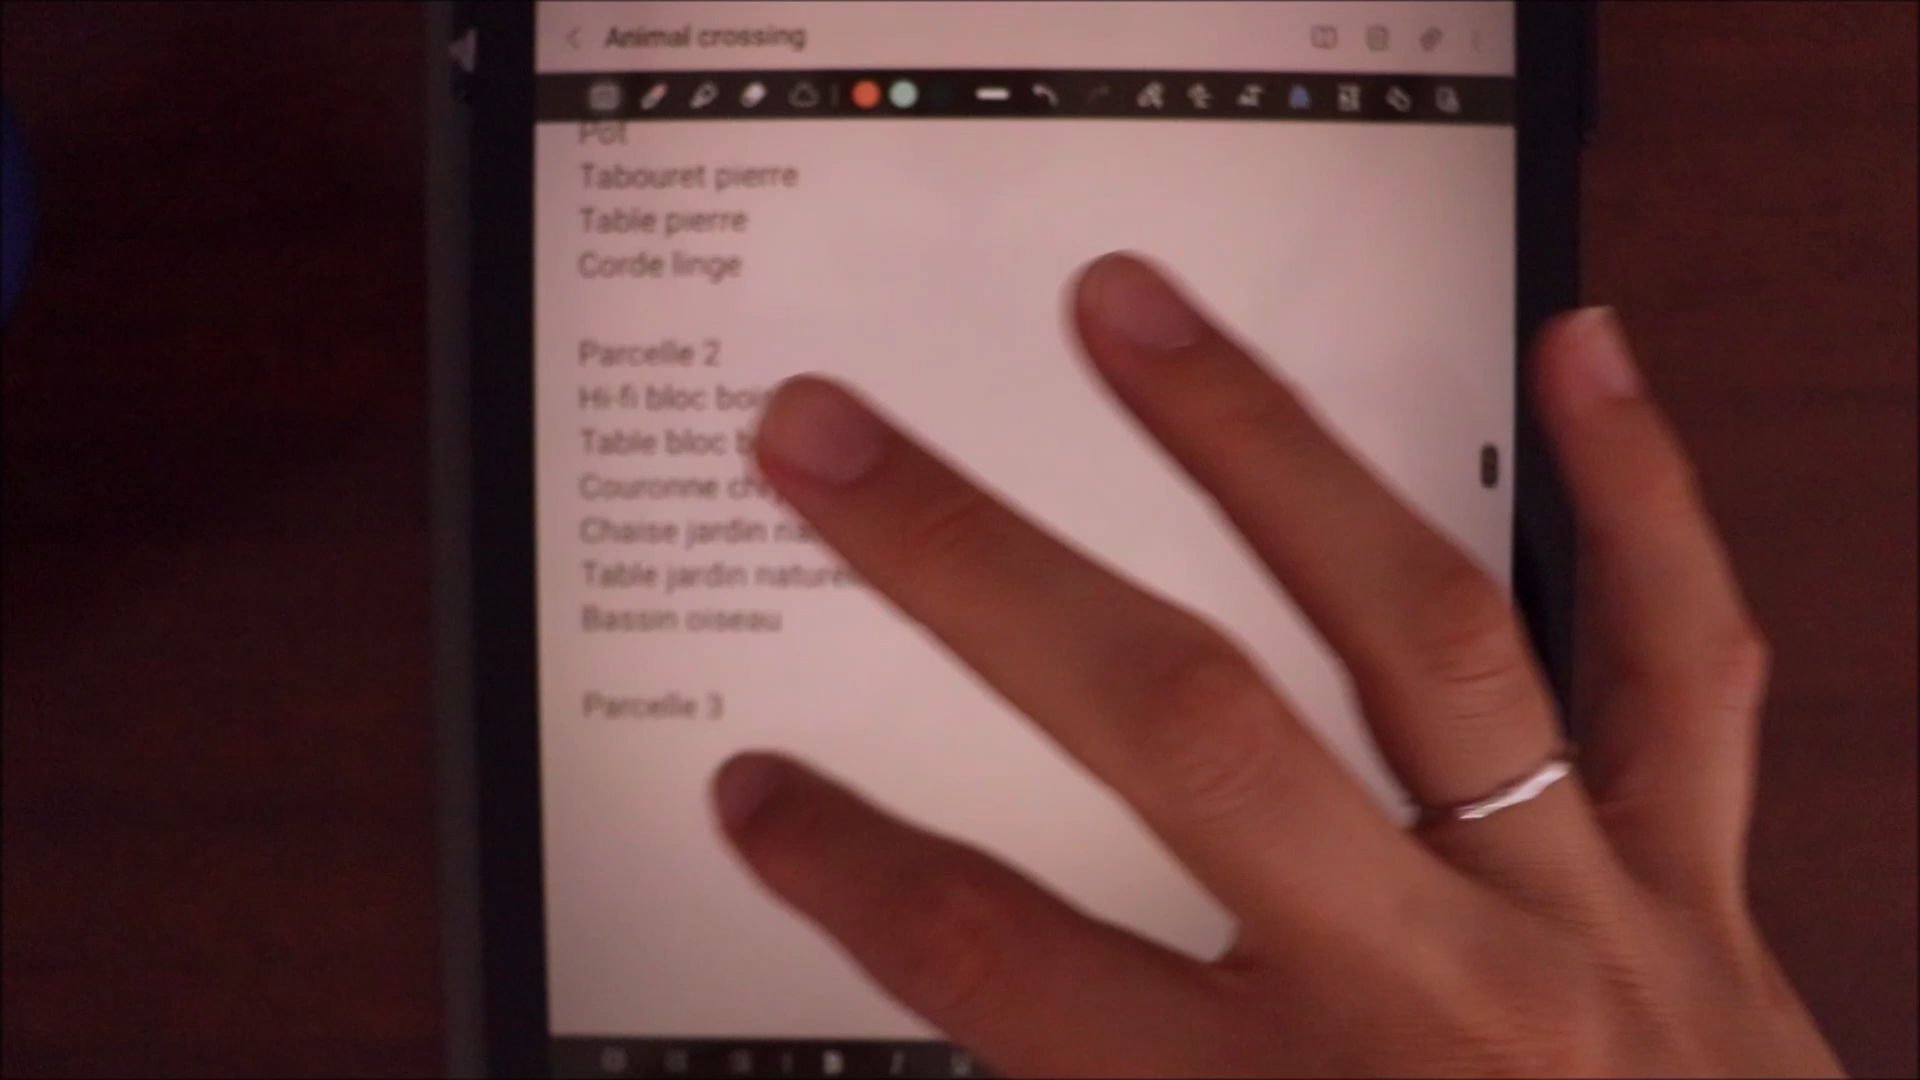 Animal crossing
Pot
Tabouret pierre
Table pierre
Corde linge
Parcelle 2
Hi-fi bloc
Table bloc
Couronne
Chaise jardin
Table jardin
Bassin oiseau
Parcelle 3